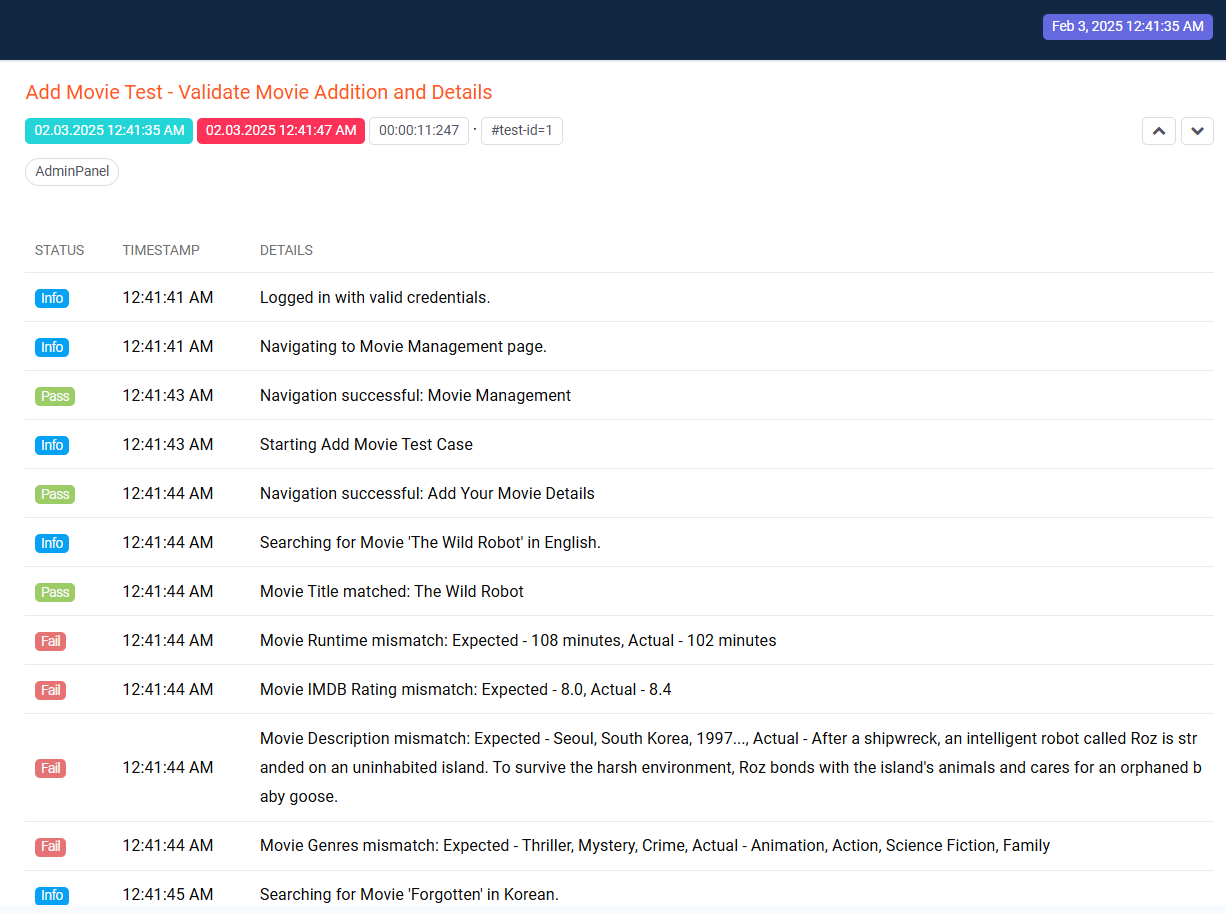 Feb 3, 2025 12:41:35 AM
Add Movie Test - Validate Movie Addition and Details
02.03.2025 12:41:35 AM 02.03.2025 12:41:47 AM 00:00:11:247 · #test-id=1
AdminPanel
STATUS TIMESTAMP DETAILS
Info 12:41:41 AM Logged in with valid credentials.
Info 12:41:41 AM Navigating to Movie Management page.
Pass 12:41:43 AM Navigation successful: Movie Management
Info 12:41:43 AM Starting Add Movie Test Case
Pass 12:41:44 AM Navigation successful: Add Your Movie Details
Info 12:41:44 AM Searching for Movie 'The Wild Robot' in English.
Pass 12:41:44 AM Movie Title matched: The Wild Robot
Fail 12:41:44 AM Movie Runtime mismatch: Expected - 108 minutes, Actual - 102 minutes
Fail 12:41:44 AM Movie IMDB Rating mismatch: Expected - 8.0, Actual - 8.4
Movie Description mismatch: Expected - Seoul, South Korea, 1997..., Actual - After a shipwreck, an intelligent robot called Roz is str
Fail 12:41:44 AM anded on an uninhabited island. To survive the harsh environment, Roz bonds with the island's animals and cares for an orphaned b
aby goose.
Fail 12:41:44 AM Movie Genres mismatch: Expected - Thriller, Mystery, Crime, Actual - Animation, Action, Science Fiction, Family
Info 12:41:45 AM Searching for Movie 'Forgotten' in Korean.